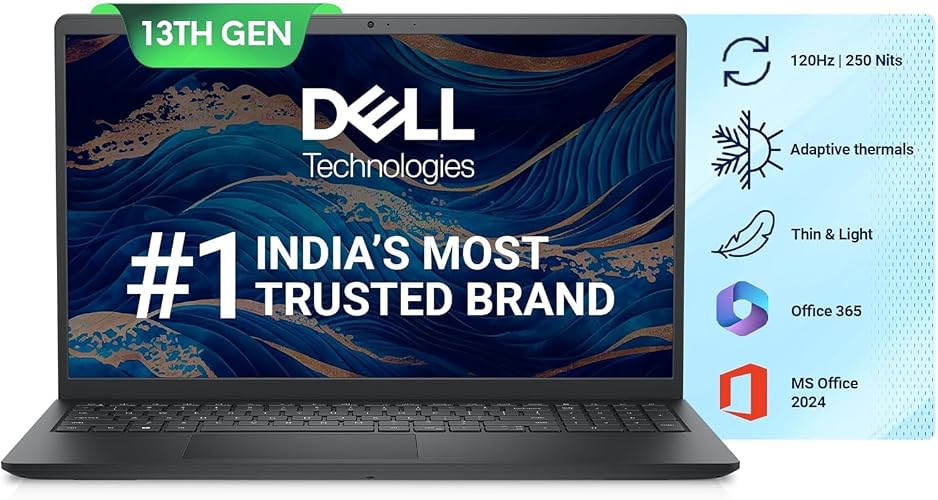 13TH GEN
DELL
Technologies
#1 INDIA'S MOST
TRUSTED BRAND
120Hz | 250 Nits
Adaptive thermals
Thin & Light
Office 365
MS Office
2024